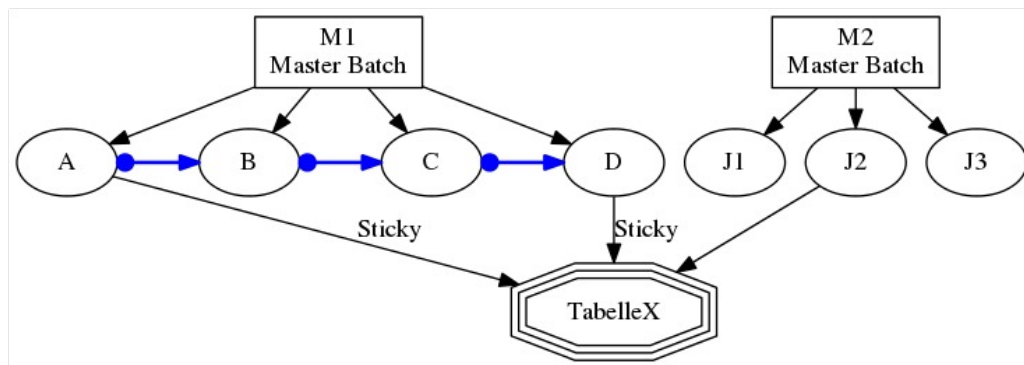 M1
Master Batch
M2
Master Batch
A
B
C
D
J1
J2
J3
Sticky
Sticky
TabelleX